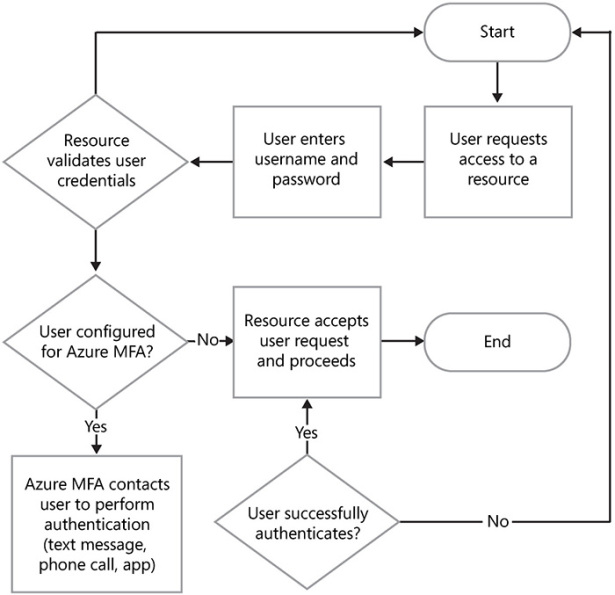 Start
User requests
access to a
resource
User enters
username and
password
Resource
validates user
credentials
User configured
for Azure MFA?
No
Resource accepts
user request
and proceeds
End
Yes
Azure MFA contacts
user to perform
authentication
(text message,
phone call, app)
Yes
User successfully
authenticates?
No